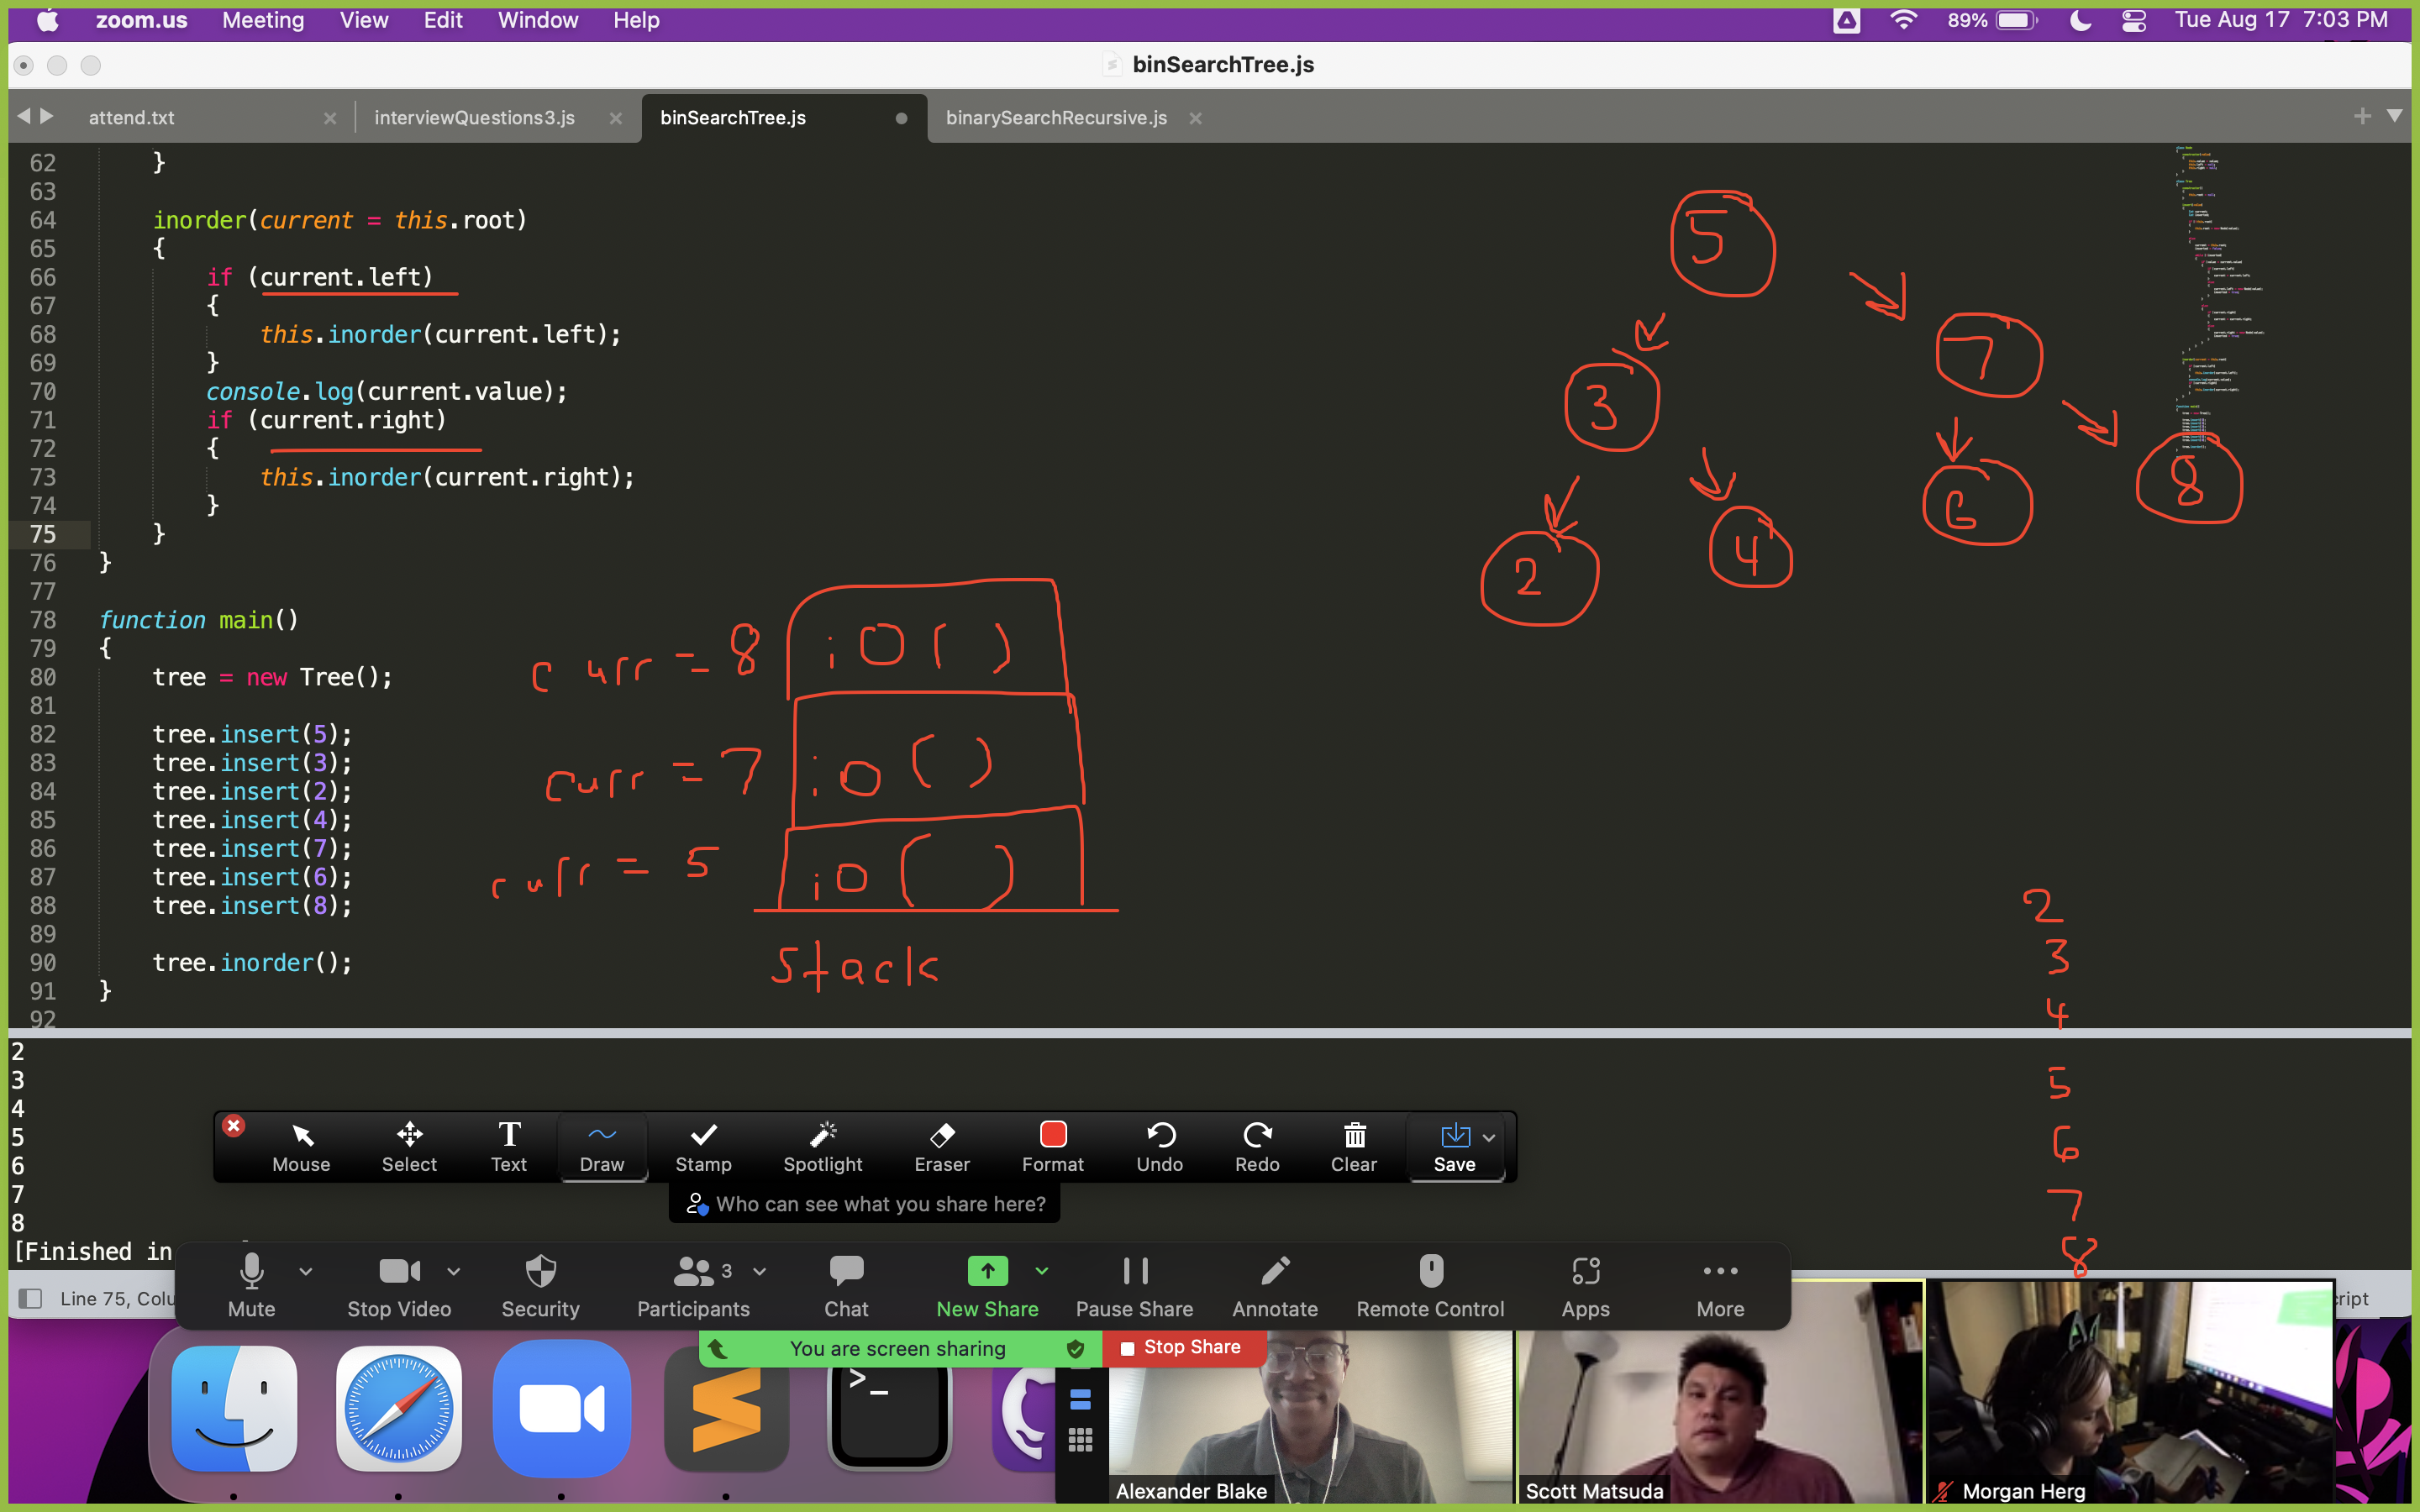 zoom.us Meeting View Edit Window Help 89% Tue Aug 17 7:03 PM
binSearchTree.js
attend.txt interviewQuestions3.js binSearchTree.js binarySearchRecursive.js
62 }
63
64 inorder(current = this.root)
65 {
66 if (current.left)
67 {
68 this.inorder(current.left);
69 }
70 console.log(current.value);
71 if (current.right)
72 {
73 this.inorder(current.right);
74 }
75 }
76 }
77
78 function main()
79 {
80 tree = new Tree();
81
82 tree.insert(5);
83 tree.insert(3);
84 tree.insert(2);
85 tree.insert(4);
86 tree.insert(7);
87 tree.insert(6);
88 tree.insert(8);
89
90 tree.inorder();
91 }
92
5
3
7
2
4
6
8
curr = 8 io()
curr = 7 io()
curr = 5 io()
Stack
2
3
4
5
6
7
8
2
3
4
5
6
7
8
[Finished in
Mouse Select Text Draw Stamp Spotlight Eraser Format Undo Redo Clear Save
Who can see what you share here?
Line 75, Colu
Mute Stop Video Security Participants 3 Chat New Share Pause Share Annotate Remote Control Apps More
cript
You are screen sharing Stop Share
Alexander Blake
Scott Matsuda
Morgan Herg